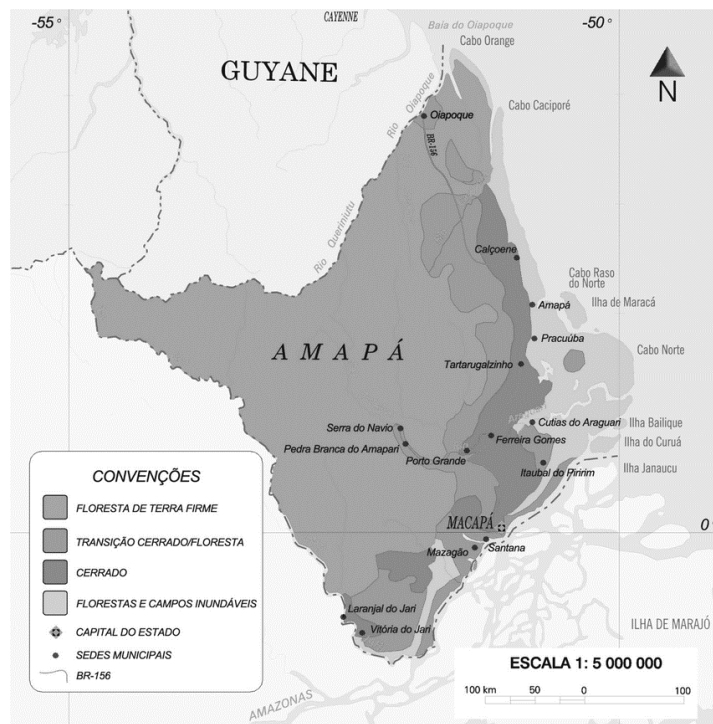 -55°
CAYENNE
-50°
Baia do Oiapoque
Cabo Orange
GUYANE
N
Rio Oiapoque
Cabo Caciporé
Oiapoque
BR-156
Rio Queriniutu
Calçoene
Cabo Raso
do Norte
Amapá
Ilha de Maracá
Pracuúba
AMAPÁ
Cabo Norte
Tartarugalzinho
Cutias do Araguari
Ilha Bailique
Serra do Navio
Ferreira Gomes
Ilha do Curuá
Pedra Branca do Amapari
Porto Grande
Itaubal do Piririm
Ilha Janaucu
CONVENÇÕES
FLORESTA DE TERRA FIRME
TRANSIÇÃO CERRADO/FLORESTA
CERRADO
FLORESTAS E CAMPOS INUNDÁVEIS
CAPITAL DO ESTADO
SEDES MUNICIPAIS
BR-156
MACAPÁ
0°
Mazagão
Santana
Laranjal do Jari
Vitória do Jari
ILHA DE MARAJÓ
AMAZONAS
ESCALA 1: 5 000 000
100 km 50 0 100